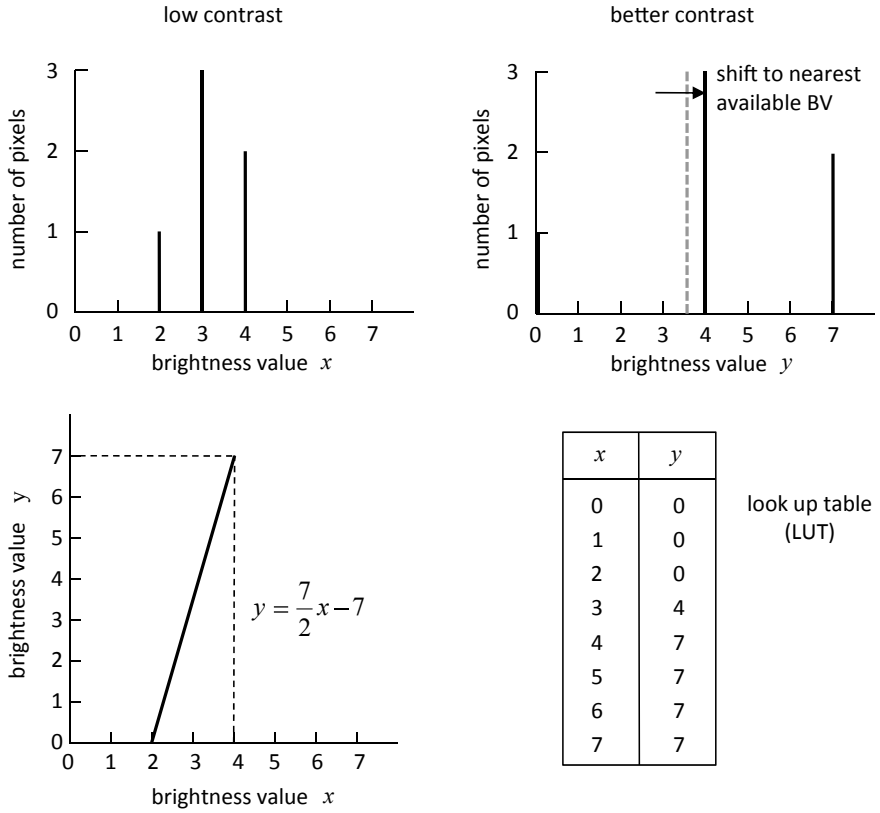 low contrast
3
2
1
0
number of pixels
0 1 2 3 4 5 6 7
brightness value x
better contrast
3
2
1
0
number of pixels
shift to nearest
available BV
0 1 2 3 4 5 6 7
brightness value y
7
6
5
4
3
2
1
0
brightness value y
y = 7/2 x − 7
0 1 2 3 4 5 6 7
brightness value x
x y
0 0
1 0
2 0
3 4
4 7
5 7
6 7
7 7
look up table
(LUT)